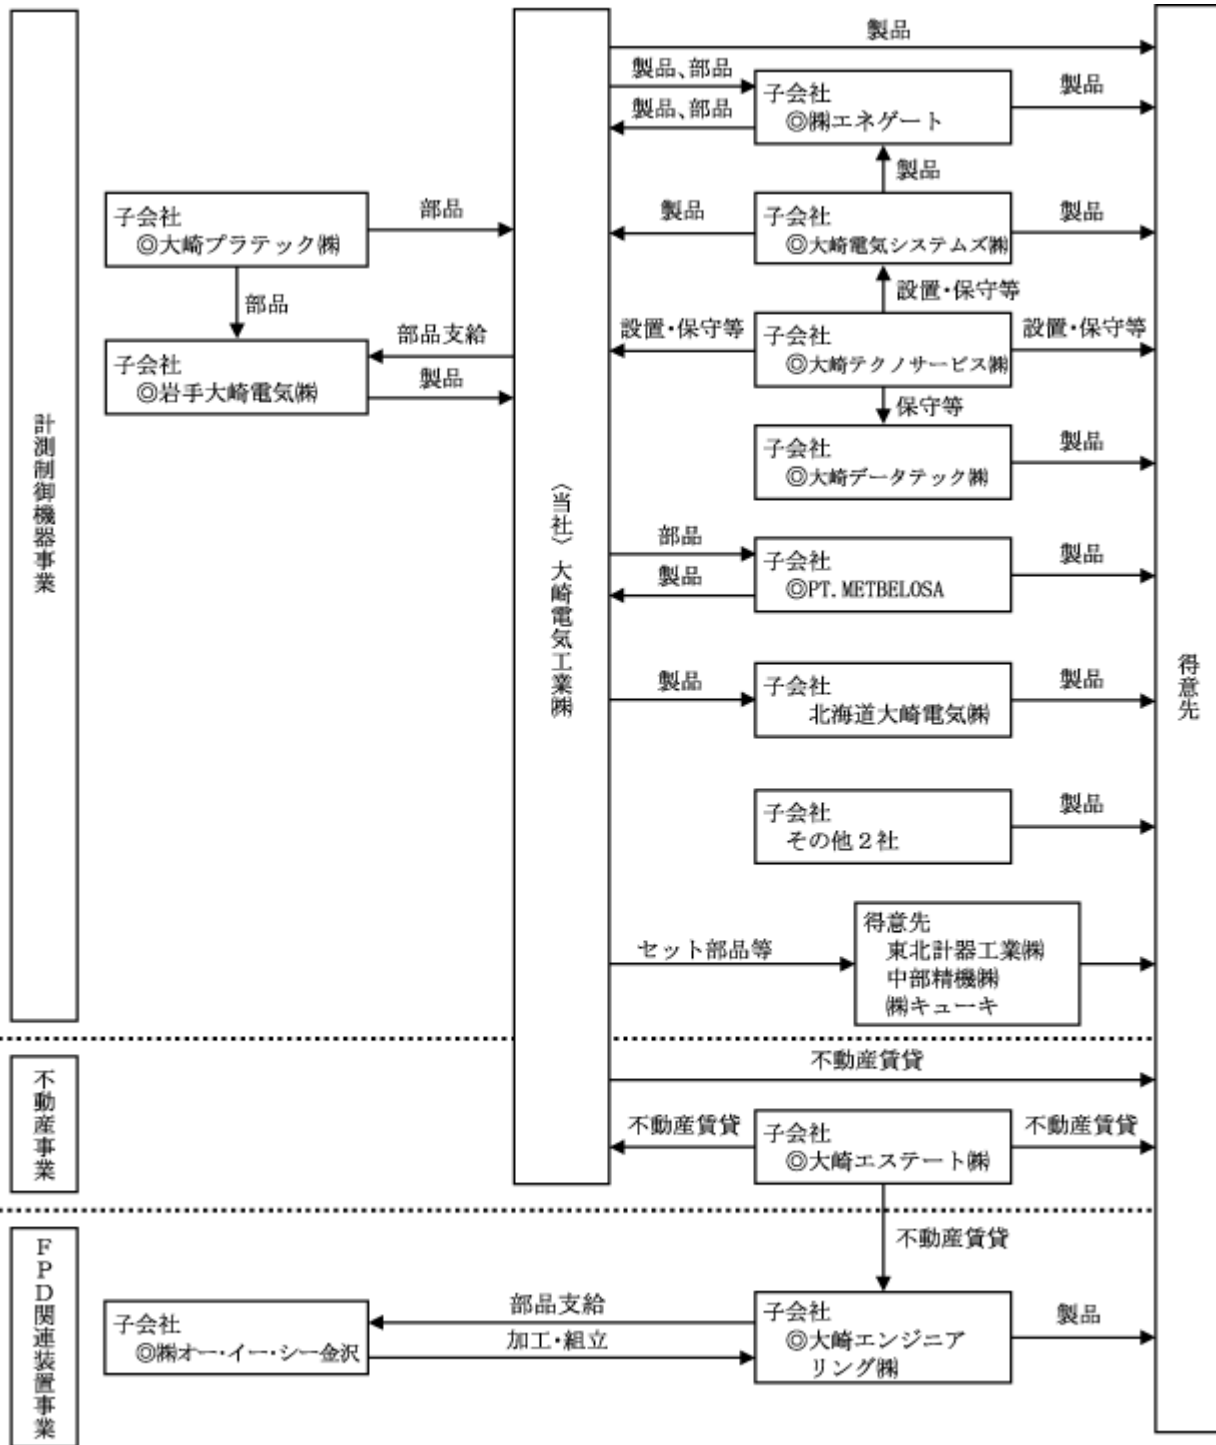 計測制御機器事業
子会社
◎大崎プラテック㈱
部品
部品
子会社
◎岩手大崎電気㈱
部品支給
製品
〈当社〉大崎電気工業㈱
製品
製品、部品
製品、部品
子会社
◎㈱エネゲート
製品
製品
製品
子会社
◎大崎電気システムズ㈱
製品
設置・保守等
設置・保守等
子会社
◎大崎テクノサービス㈱
設置・保守等
保守等
子会社
◎大崎データテック㈱
製品
部品
製品
子会社
◎PT. METBELOSA
製品
製品
子会社
北海道大崎電気㈱
製品
子会社
その他2社
製品
セット部品等
得意先
東北計器工業㈱
中部精機㈱
㈱キューキ
得意先
不動産事業
不動産賃貸
不動産賃貸
子会社
◎大崎エステート㈱
不動産賃貸
不動産賃貸
FPD関連装置事業
子会社
◎㈱オー・イー・シー金沢
部品支給
加工・組立
子会社
◎大崎エンジニア
リング㈱
製品